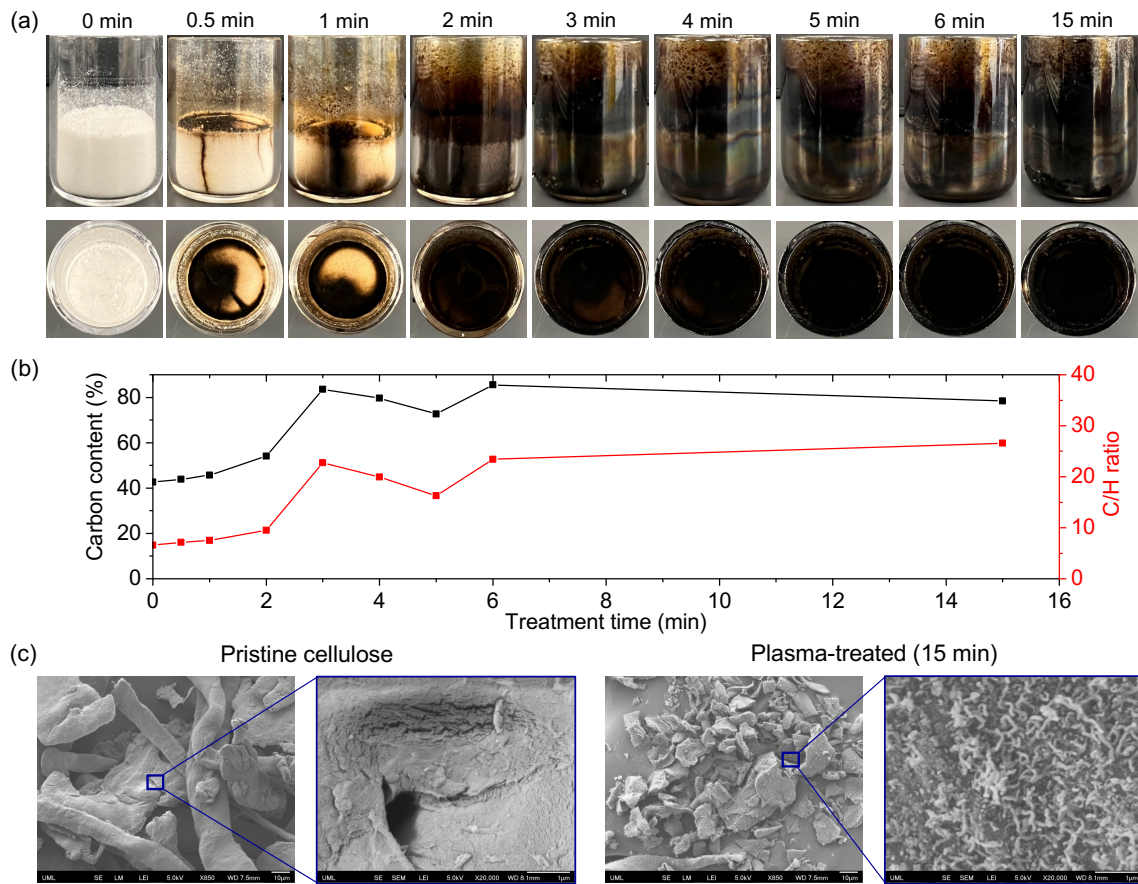 (a)
0 min 0.5 min 1 min 2 min 3 min 4 min 5 min 6 min 15 min
(b)
Carbon content (%)
80
60
40
20
0
40
30
20
10
0
C/H ratio
0 2 4 6 8 10 12 14 16
Treatment time (min)
(c)
Pristine cellulose
Plasma-treated (15 min)
UML SE LM LEI 5.0kV X850 WD 7.5mm 10μm
UML SE SEM LEI 5.0kV X20,000 WD 8.1mm 1μm
UML SE LM LEI 5.0kV X850 WD 7.5mm 10μm
UML SE SEM LEI 5.0kV X20,000 WD 8.1mm 1μm